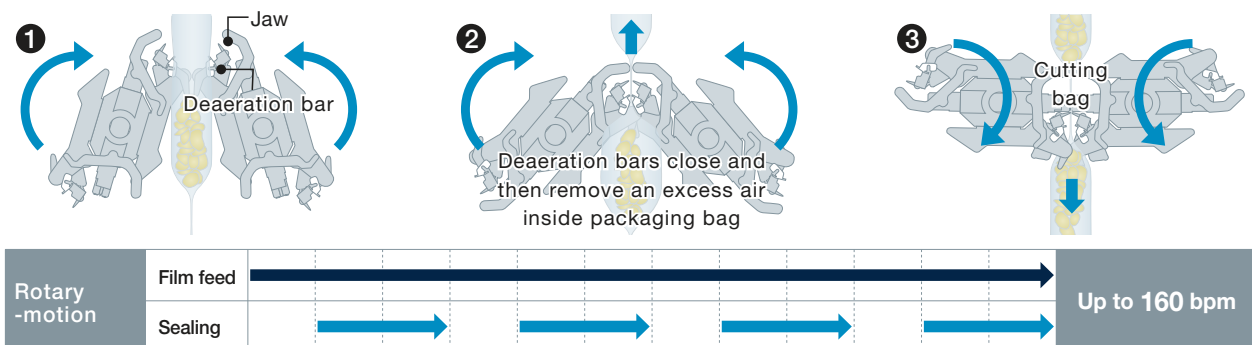 1
Jaw
Deaeration bar
2
Deaeration bars close and
then remove an excess air
inside packaging bag
3
Cutting
bag
Rotary
-motion
Film feed
Sealing
Up to 160 bpm